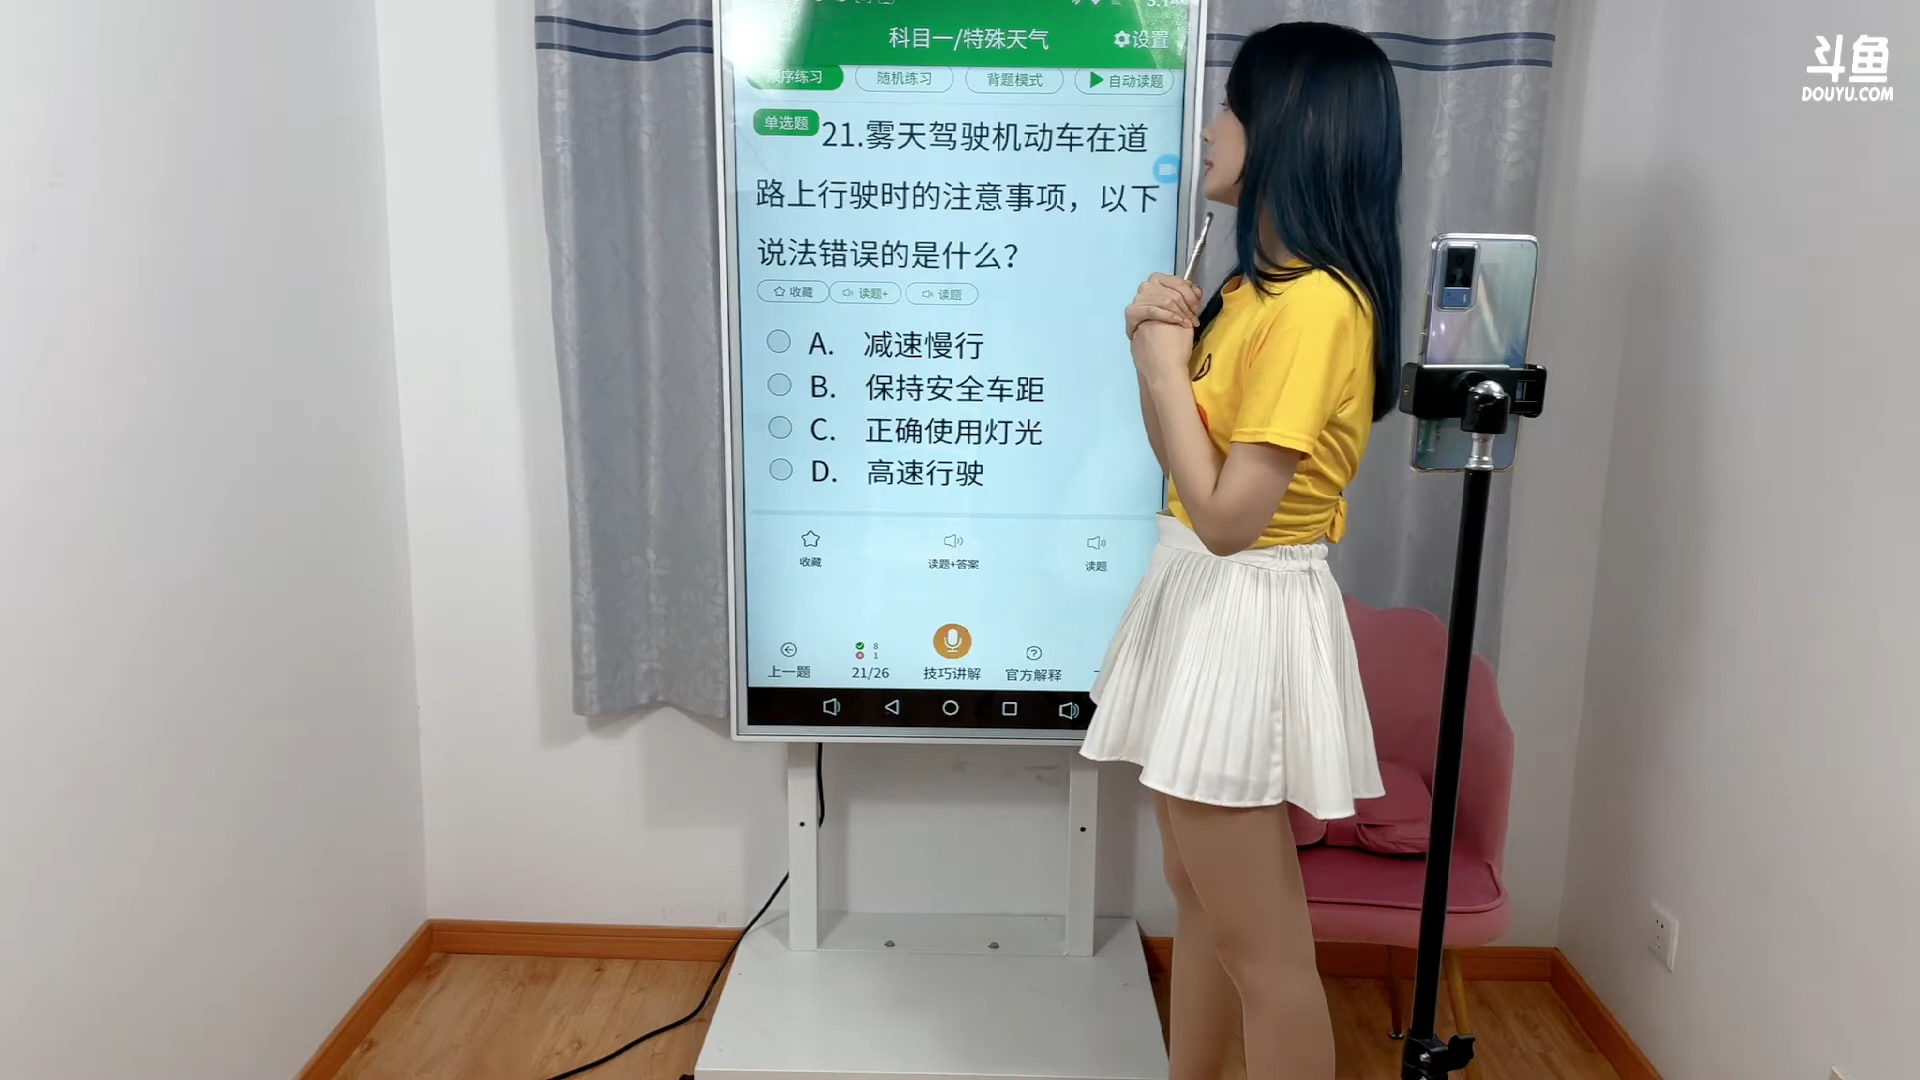 科目一/特殊天气
设置
斗鱼
DOUYU.COM
顺序练习
随机练习
背题模式
自动读题
单选题
21.雾天驾驶机动车在道
路上行驶时的注意事项，以下
说法错误的是什么？
收藏
读题+
读题
A. 减速慢行
B. 保持安全车距
C. 正确使用灯光
D. 高速行驶
收藏
读题+答案
读题
8
1
上一题
21/26
技巧讲解
官方解释